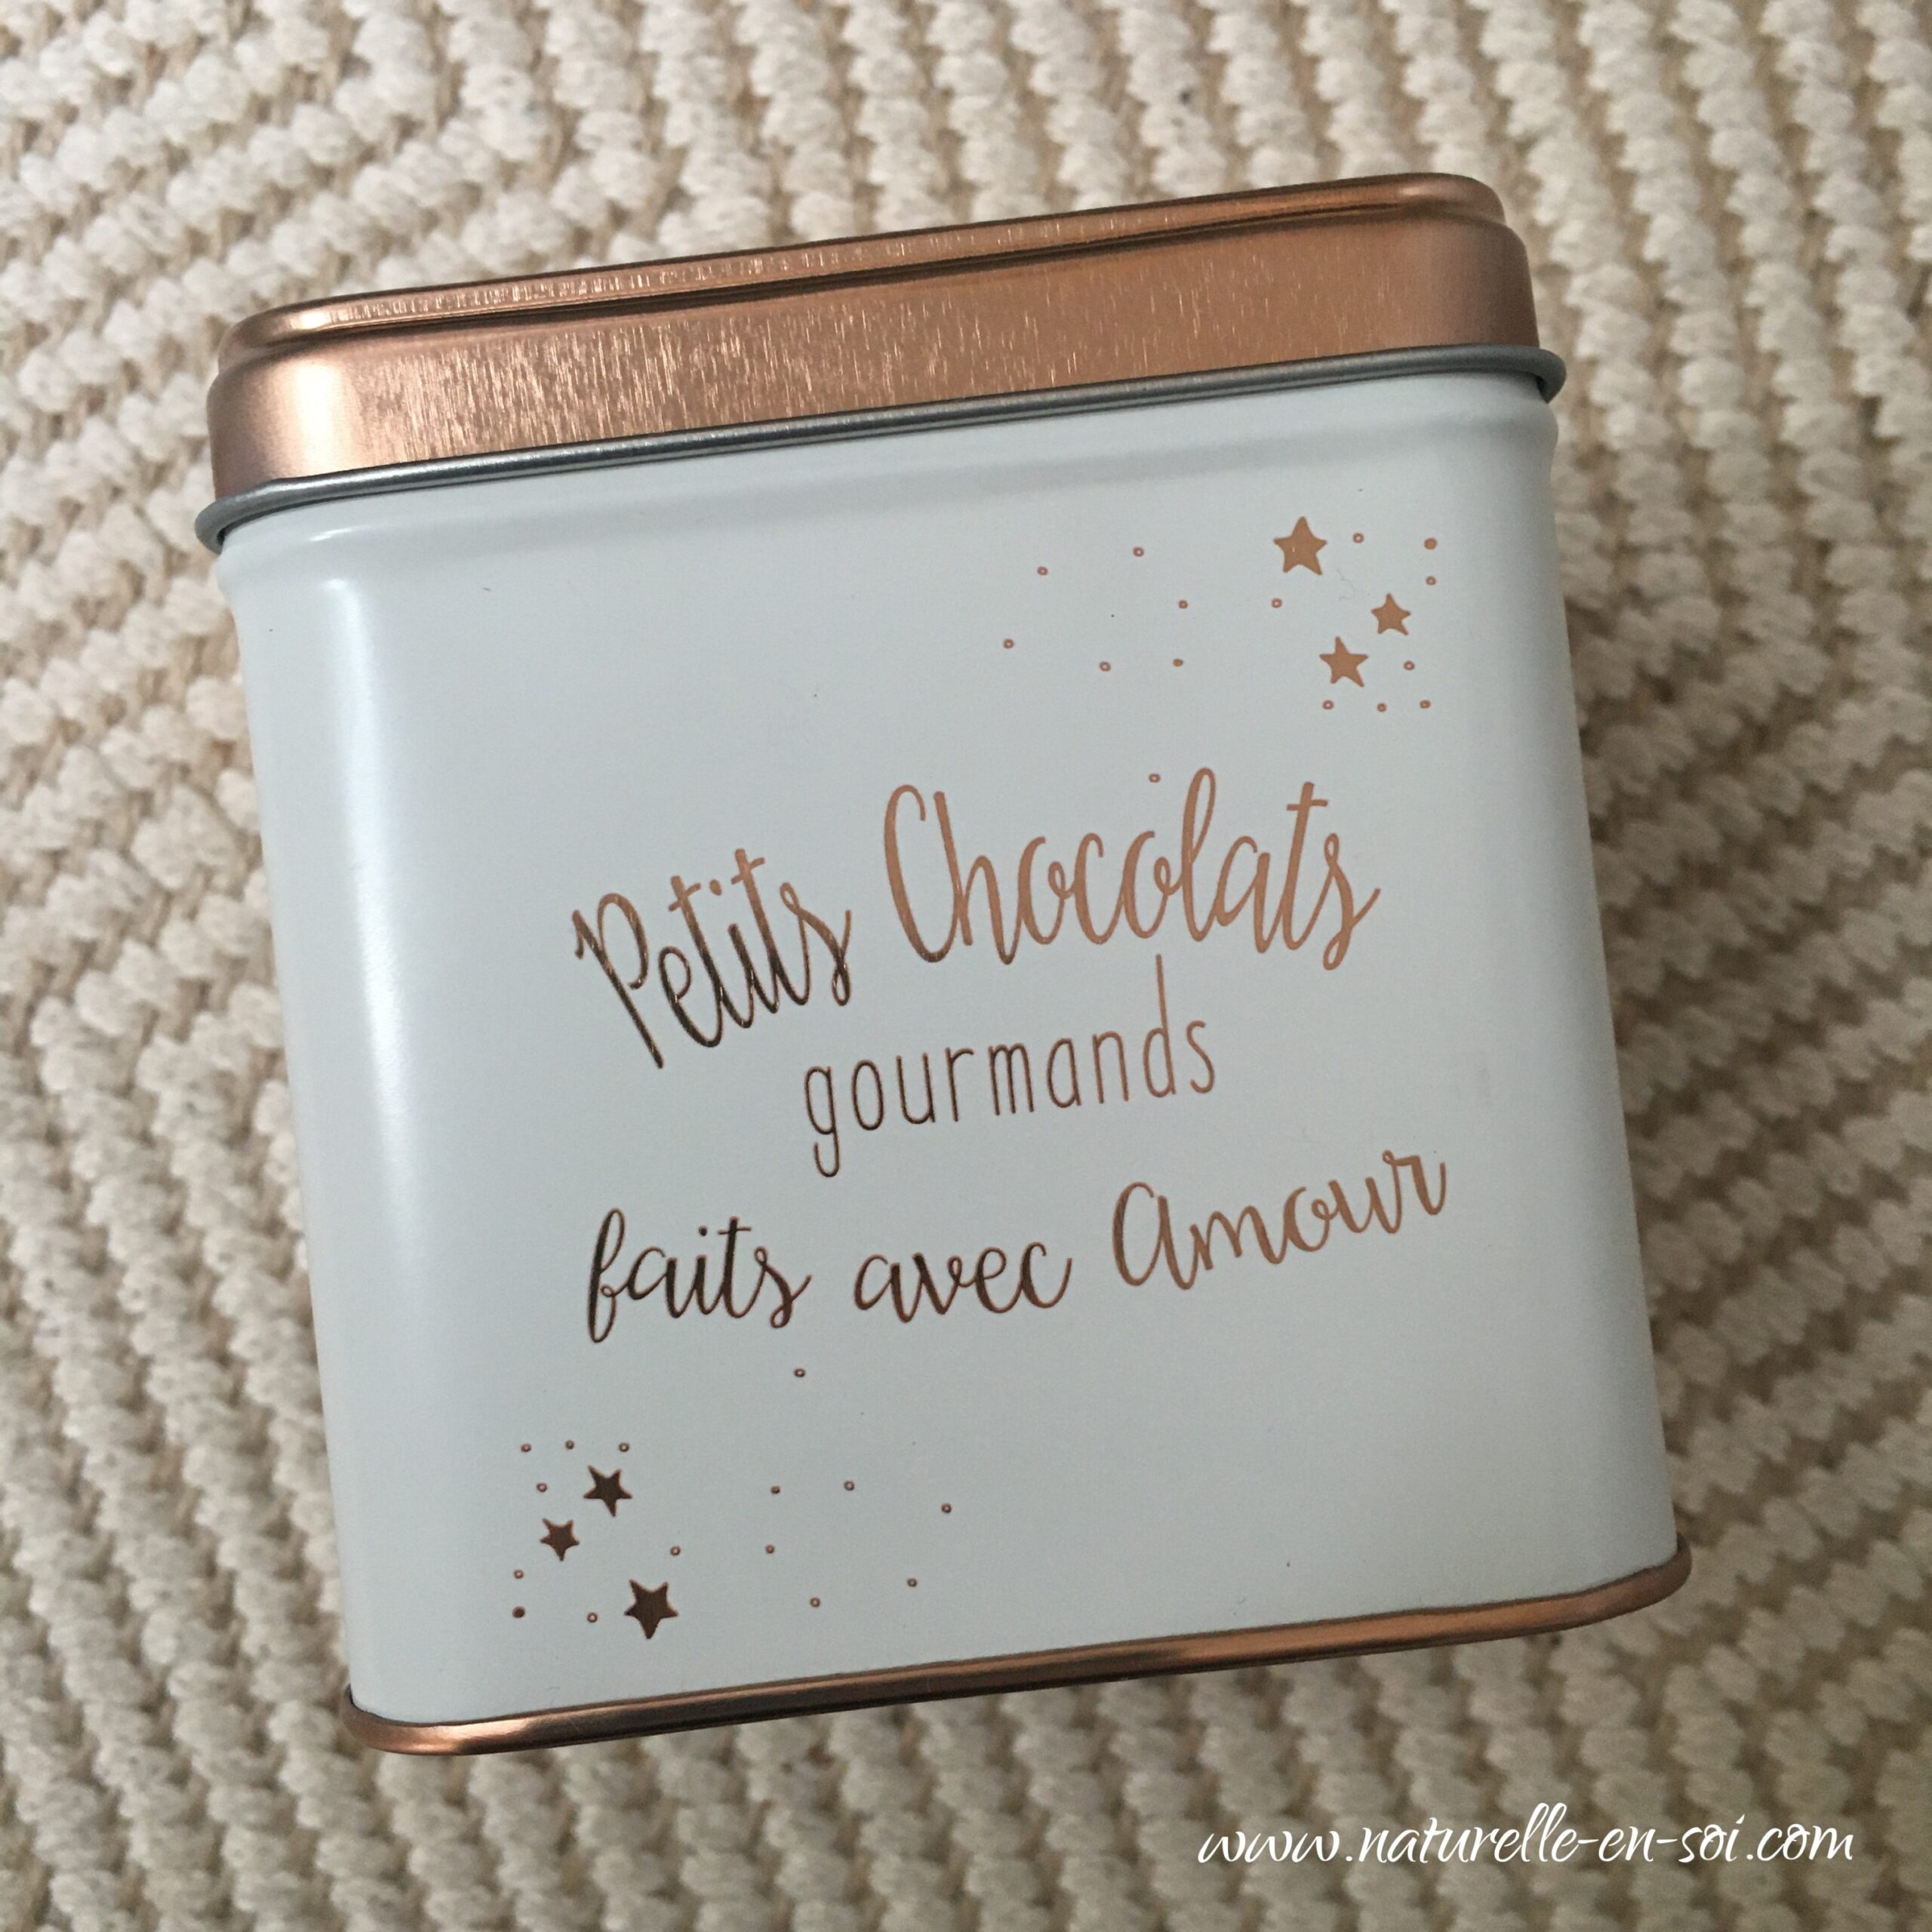 Petits Chocolats
gourmands
faits avec Amour
www.naturelle-en-soi.com